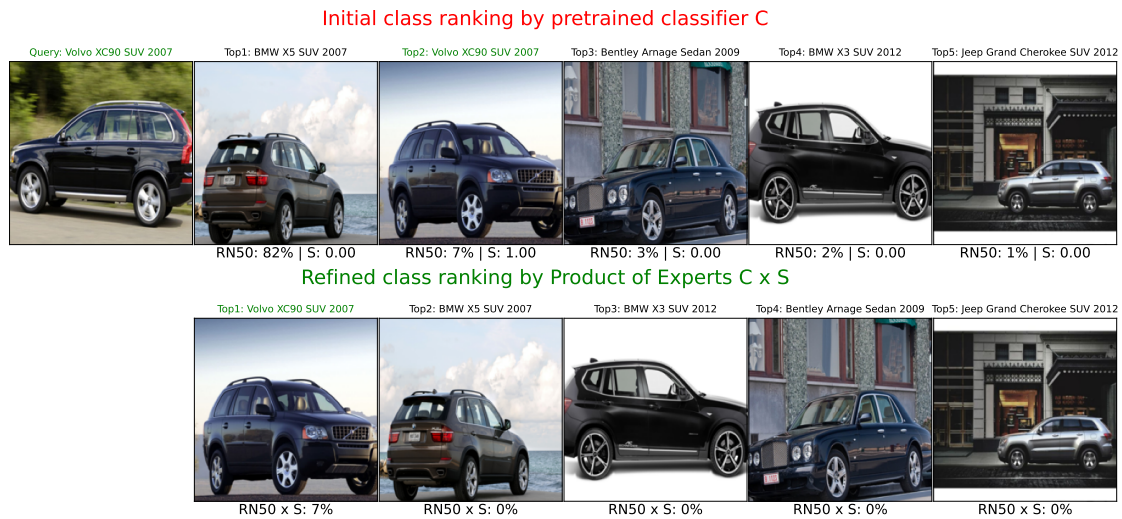 Initial class ranking by pretrained classifier C
Query: Volvo XC90 SUV 2007
Top1: BMW X5 SUV 2007
Top2: Volvo XC90 SUV 2007
Top3: Bentley Arnage Sedan 2009
Top4: BMW X3 SUV 2012
Top5: Jeep Grand Cherokee SUV 2012
RN50: 82% | S: 0.00
RN50: 7% | S: 1.00
RN50: 3% | S: 0.00
RN50: 2% | S: 0.00
RN50: 1% | S: 0.00
Refined class ranking by Product of Experts C x S
Top1: Volvo XC90 SUV 2007
Top2: BMW X5 SUV 2007
Top3: BMW X3 SUV 2012
Top4: Bentley Arnage Sedan 2009
Top5: Jeep Grand Cherokee SUV 2012
RN50 x S: 7%
RN50 x S: 0%
RN50 x S: 0%
RN50 x S: 0%
RN50 x S: 0%